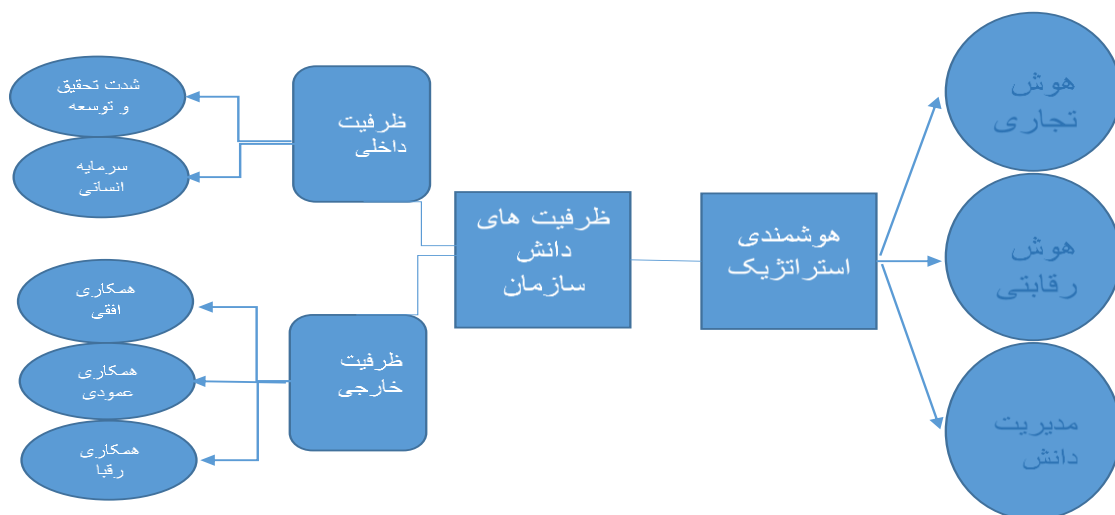 هوش
تجاری
هوش
رقابتی
مدیریت
دانش
هوشمندی
استراتژیک
ظرفیت های
دانش
سازمان
ظرفیت
داخلی
ظرفیت
خارجی
شدت تحقیق
و توسعه
سرمایه
انسانی
همکاری
افقی
همکاری
عمودی
همکاری
رقبا